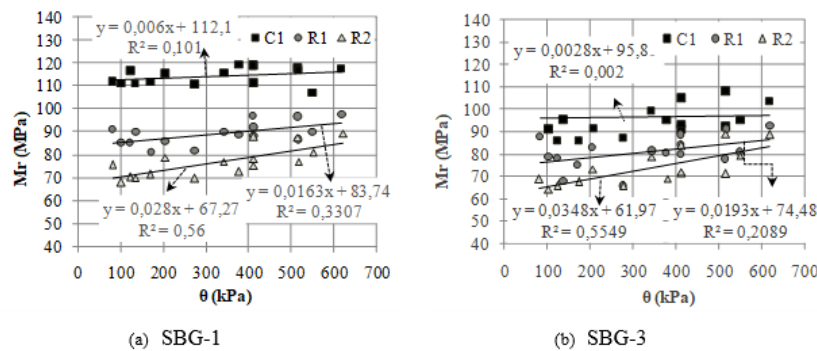 y = 0,006x + 112,1
R² = 0,101
■ C1 ● R1 △ R2
140
130
120
110
100
90
80
70
60
50
40
Mr (MPa)
y = 0,0163x + 83,74
R² = 0,3307
y = 0,028x + 67,27
R² = 0,56
0 100 200 300 400 500 600 700
θ (kPa)
(a) SBG-1
y = 0,0028x + 95,8
R² = 0,002
■ C1 ● R1 △ R2
140
130
120
110
100
90
80
70
60
50
40
Mr (MPa)
y = 0,0348x + 61,97
R² = 0,5549
y = 0,0193x + 74,48
R² = 0,2089
0 100 200 300 400 500 600 700
θ (kPa)
(b) SBG-3